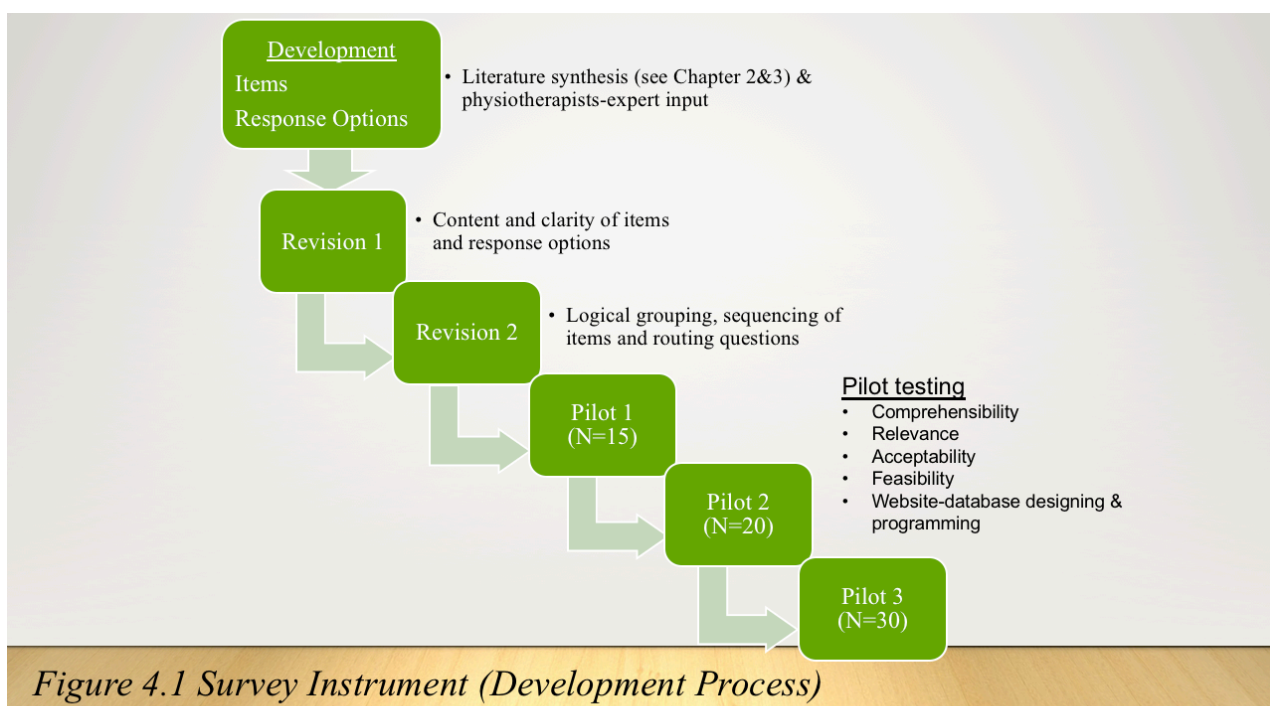 Development
Items
Response Options
• Literature synthesis (see Chapter 2&3) &
physiotherapists-expert input
Revision 1
• Content and clarity of items
and response options
Revision 2
• Logical grouping, sequencing of
items and routing questions
Pilot 1
(N=15)
Pilot testing
• Comprehensibility
• Relevance
• Acceptability
• Feasibility
• Website-database designing &
programming
Pilot 2
(N=20)
Pilot 3
(N=30)
Figure 4.1 Survey Instrument (Development Process)